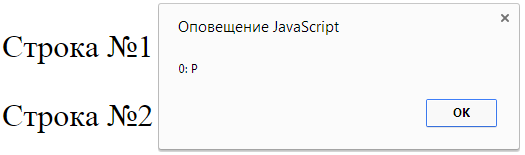 Строка №1
Строка №2
Оповещение JavaScript
0: P
OK